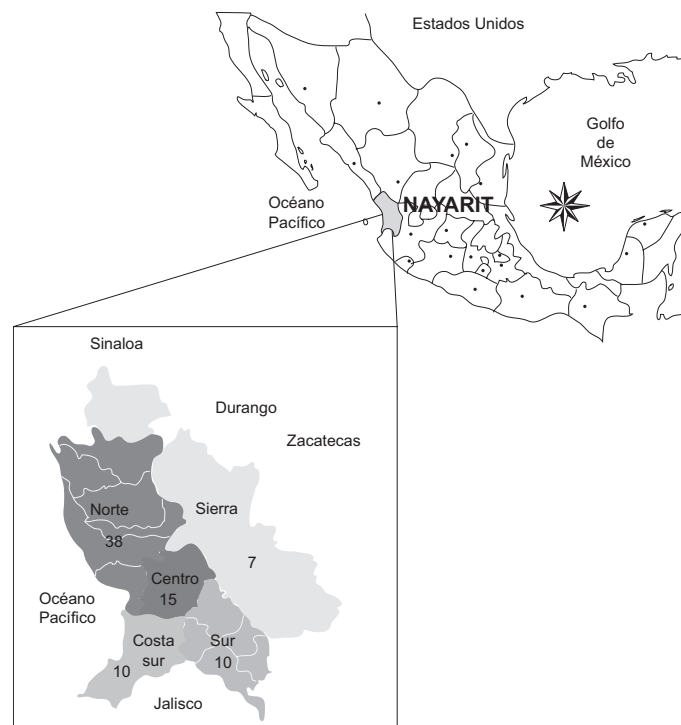 Estados Unidos
Golfo
de
México
Océano
Pacífico
NAYARIT
Sinaloa
Durango
Zacatecas
Norte
Sierra
38
7
Centro
15
Océano
Pacífico
Costa
sur
Sur
10
10
Jalisco